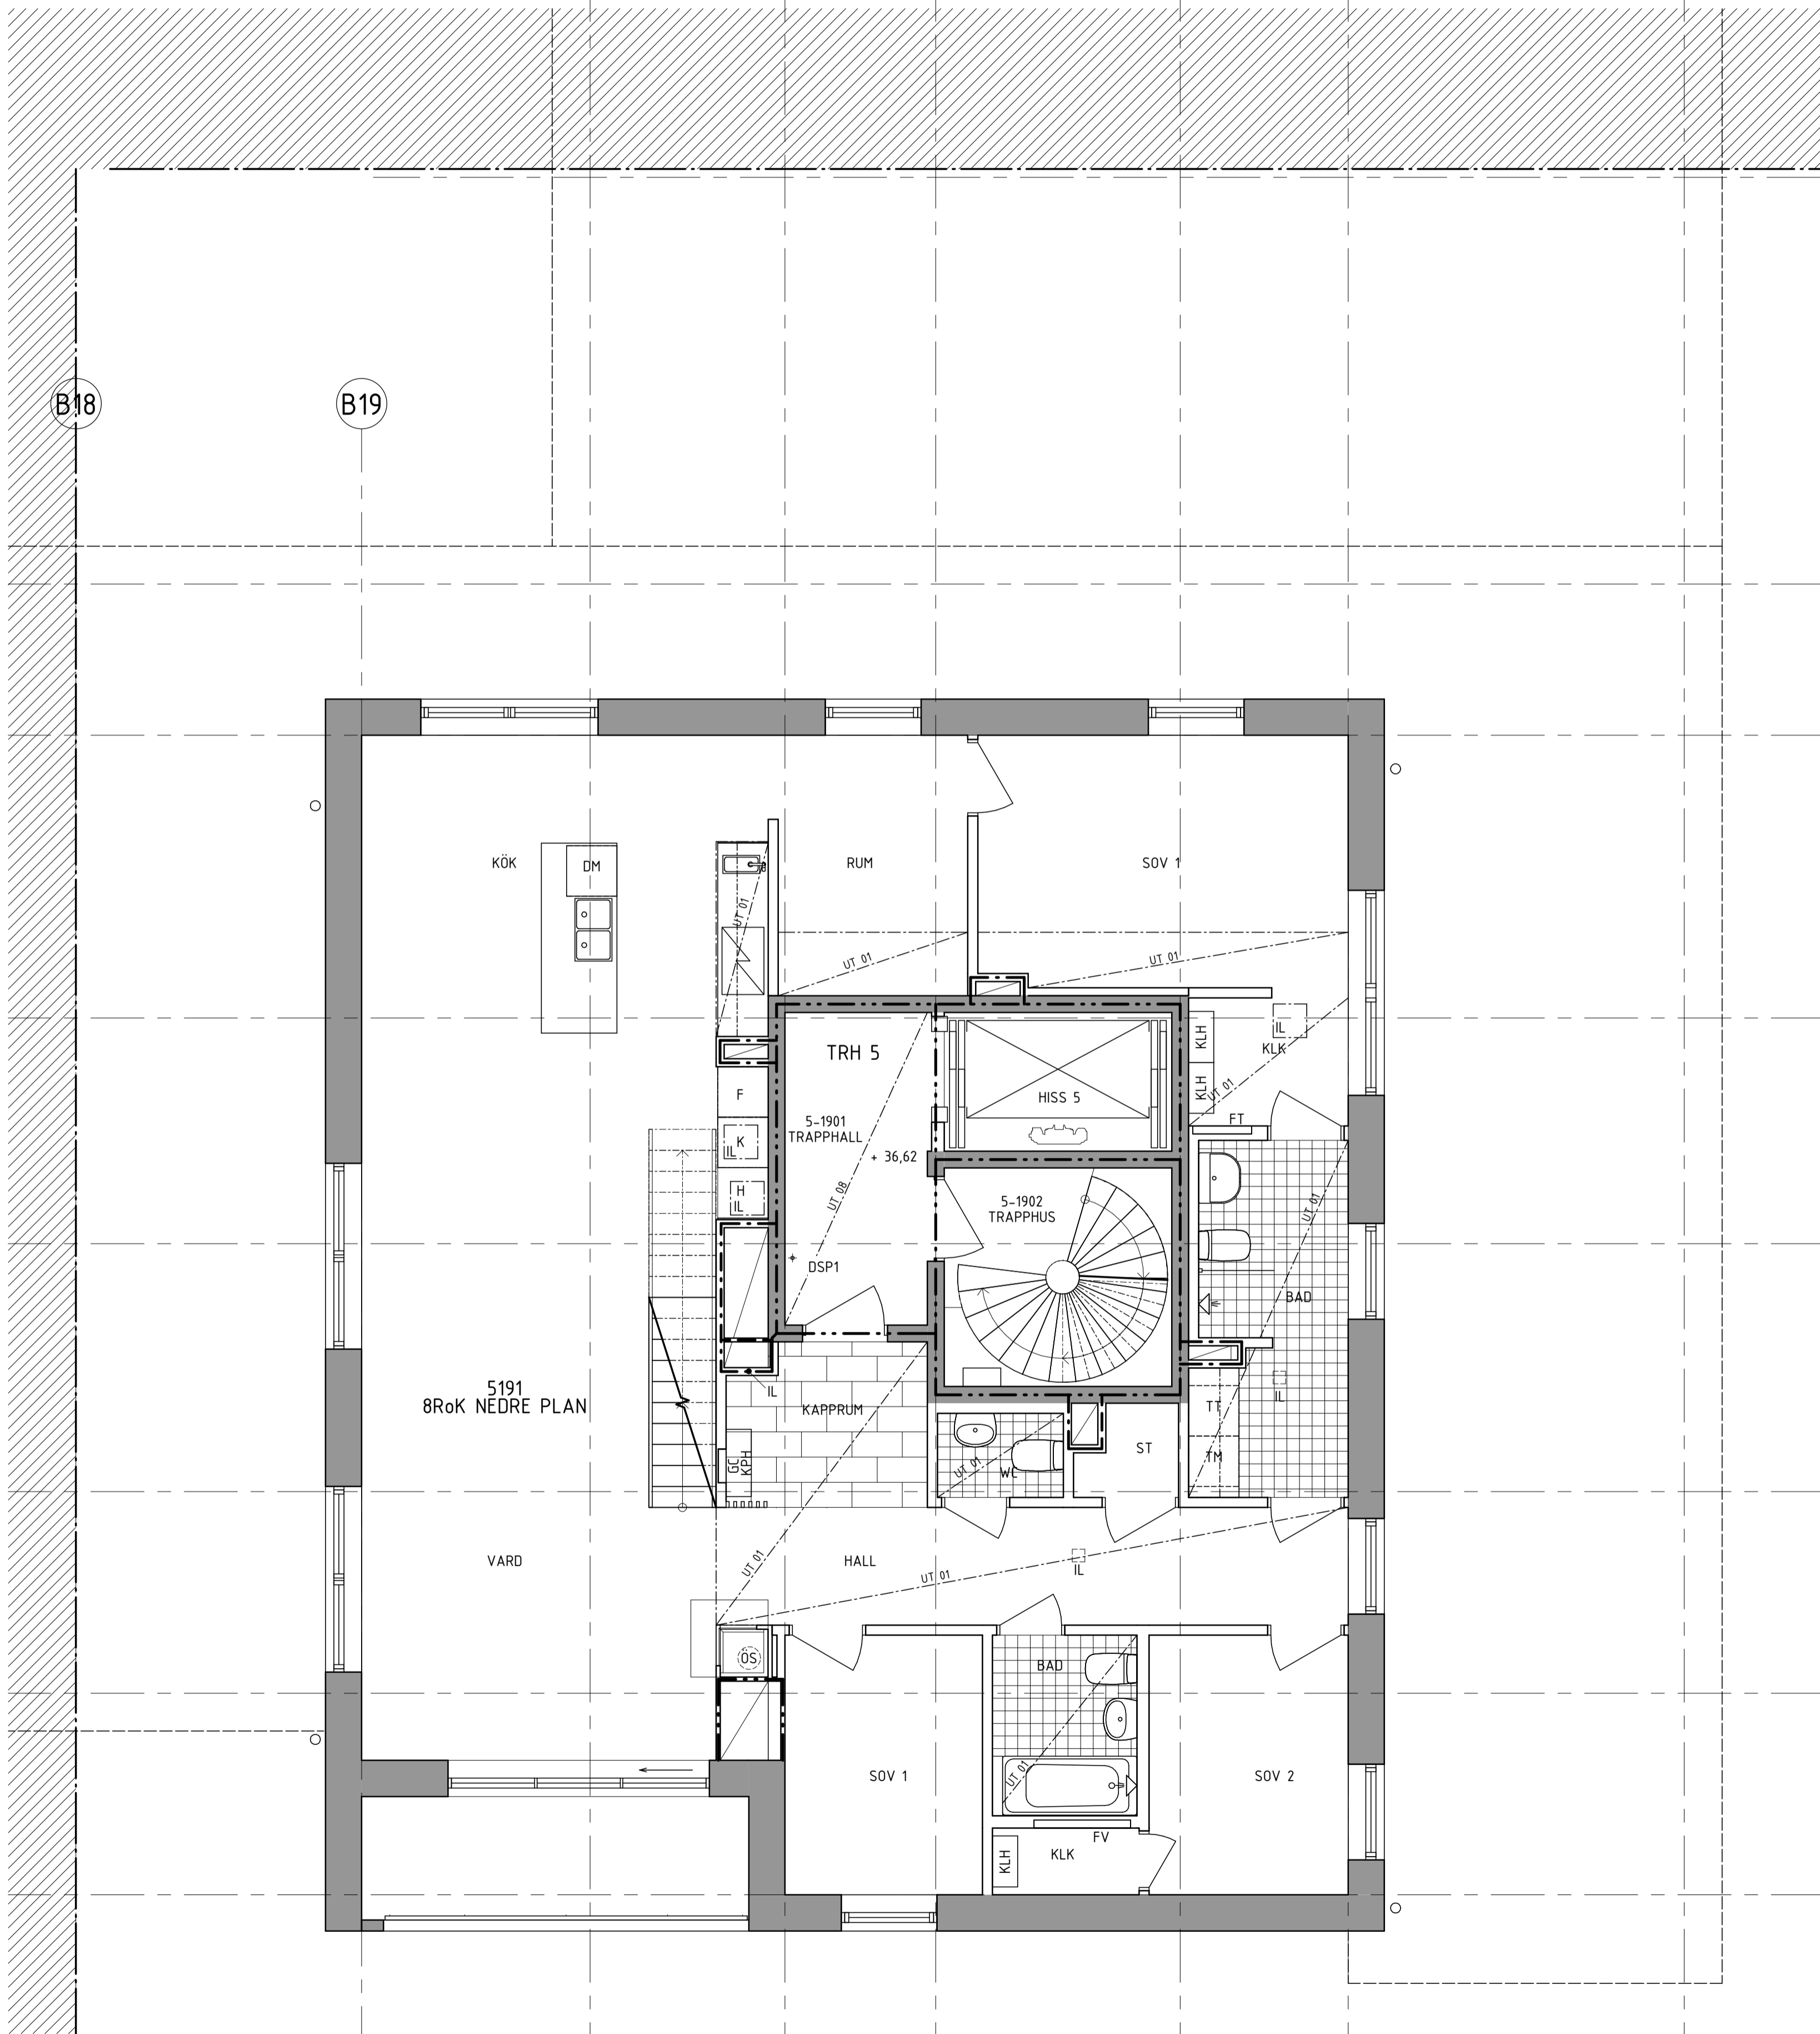 B18
B19
KÖK
DM
RUM
SOV 1
UT 01
UT 01
UT 01
TRH 5
KLH
IL
KLK
KLH
UT 01
HISS 5
F
5-1901
TRAPPHALL
FT
K
IL
+ 36,62
H
IL
UT 08
5-1902
TRAPPHUS
UT 01
DSP1
BAD
5191
8RoK NEDRE PLAN
IL
KAPPRUM
IL
TT
GC
KPH
UT 01
WC
ST
TM
VARD
UT 01
HALL
UT 01
IL
ÖS
BAD
SOV 1
UT 01
SOV 2
FV
KLH
KLK